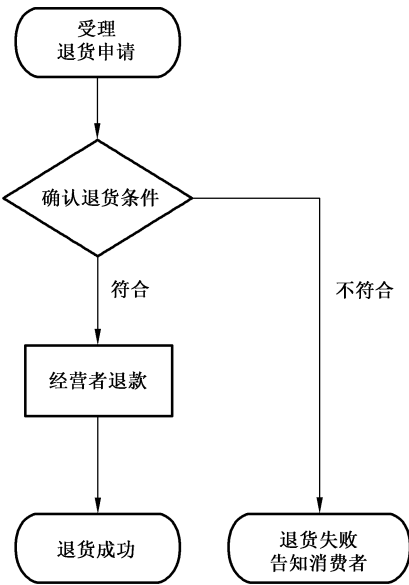 受理
退货申请
确认退货条件
符合
不符合
经营者退款
退货成功
退货失败
告知消费者